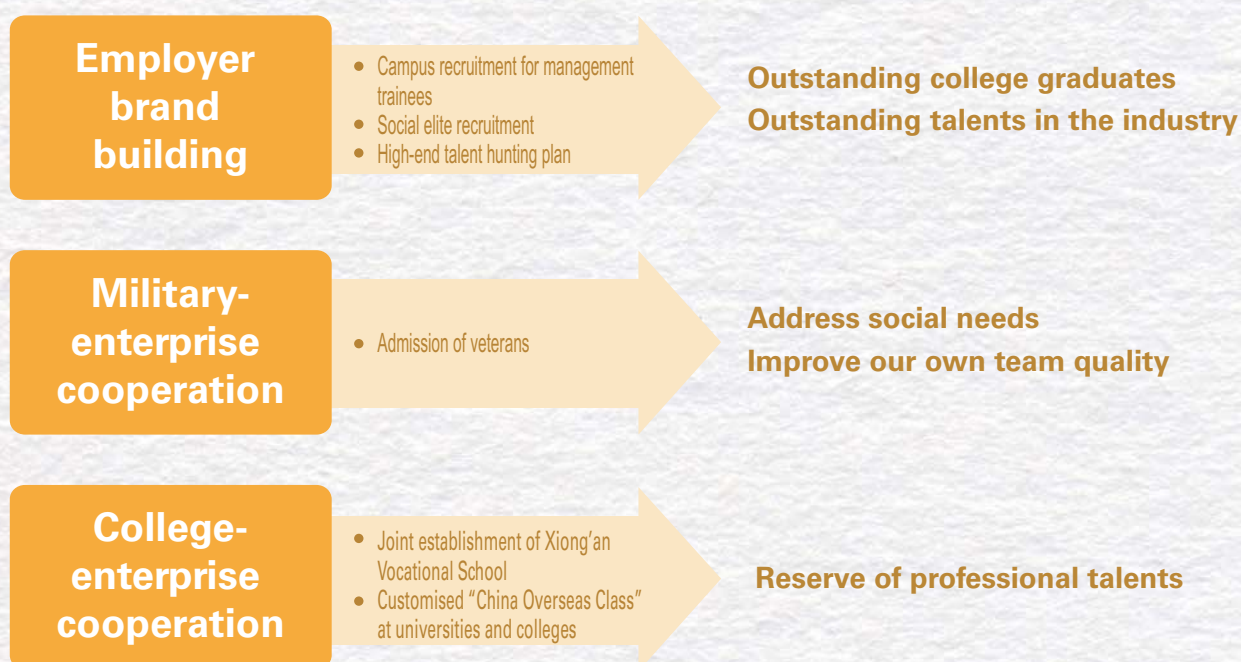 Employer
brand
building
• Campus recruitment for management
trainees
• Social elite recruitment
• High-end talent hunting plan
Outstanding college graduates
Outstanding talents in the industry
Military-
enterprise
cooperation
• Admission of veterans
Address social needs
Improve our own team quality
College-
enterprise
cooperation
• Joint establishment of Xiong’an
Vocational School
• Customised “China Overseas Class”
at universities and colleges
Reserve of professional talents